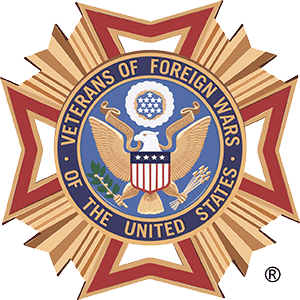 · VETERANS OF FOREIGN WARS ·
OF THE UNITED STATES
®